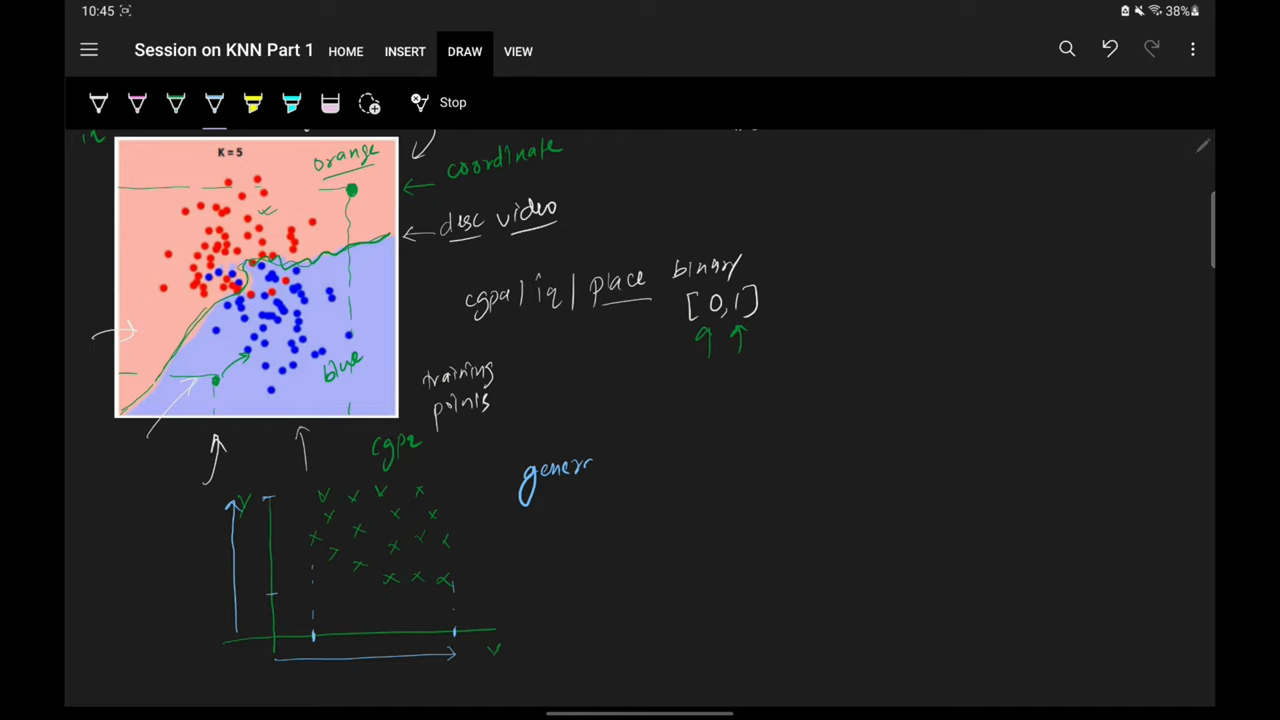 10:45
38%
Session on KNN Part 1 HOME INSERT DRAW VIEW
Stop
K = 5
orange
coordinate
desc video
cgpa | iq | place binary
[0,1]
blue
training
points
cgpa
gener
Y